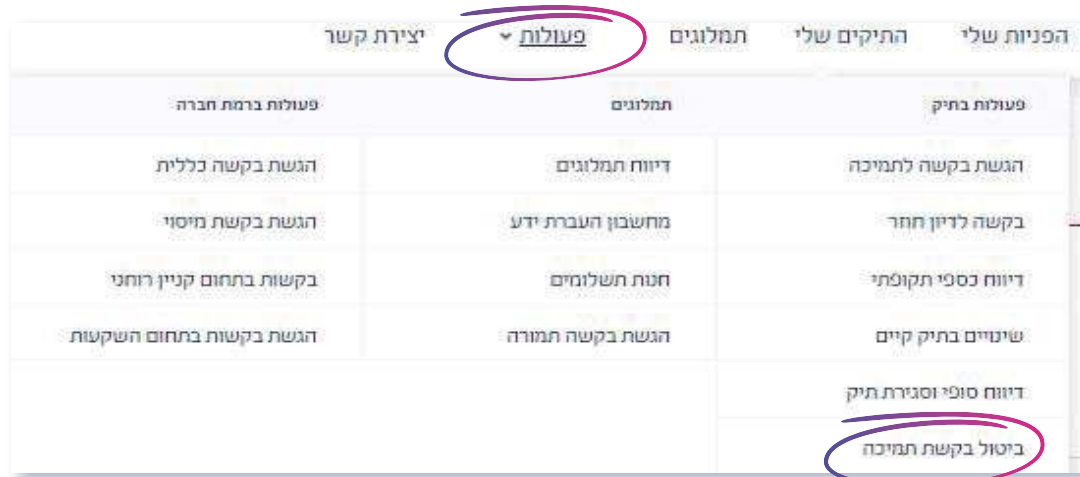 הפניות שלי התיקים שלי תמלוגים פעולות יצירת קשר
פעולות בתיק תמלוגים פעולות ברמת חברה
הגשת בקשה לתמיכה דיווח תמלוגים הגשת בקשה כללית
בקשה לדיון חוזר מחשבון העברת ידע הגשת בקשת מיסוי
דיווח כספי תקופתי חנות תשלומים בקשות בתחום קניין רוחני
שינויים בתיק קיים הגשת בקשה תמורה הגשת בקשות בתחום השקעות
דיווח סופי וסגירת תיק
ביטול בקשת תמיכה